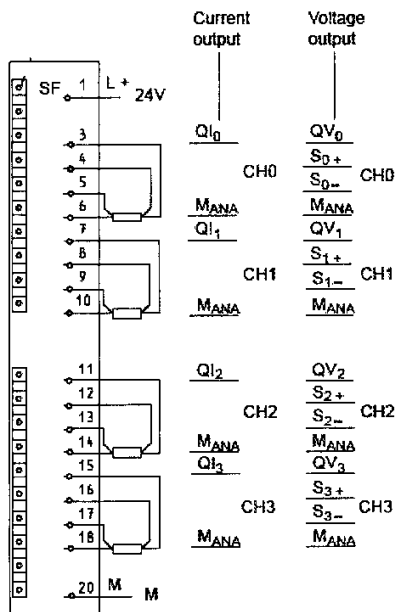 Current output
Voltage output
SF 1 L+ 24V
3 QI0 QV0
4 S0+
CH0 CH0
5 S0–
6 MANA MANA
7 QI1 QV1
8 S1+
CH1 CH1
9 S1–
10 MANA MANA
11 QI2 QV2
12 S2+
CH2 CH2
13 S2–
14 MANA MANA
15 QI3 QV3
16 S3+
CH3 CH3
17 S3–
18 MANA MANA
20 M M